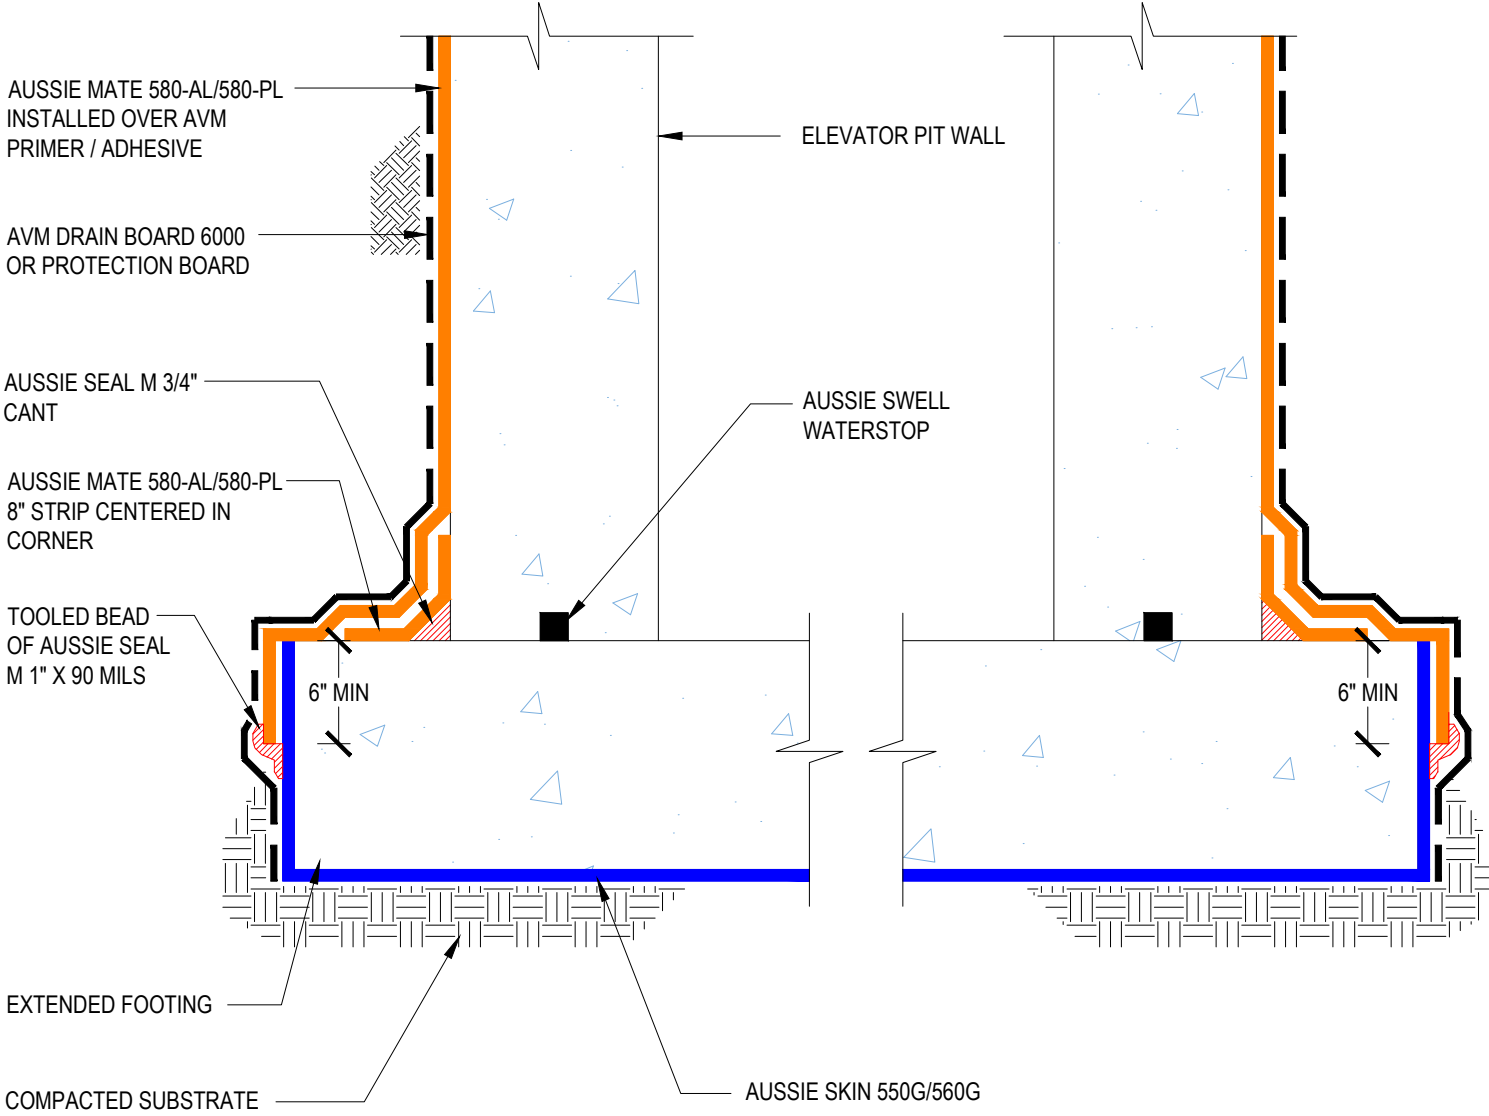 AUSSIE MATE 580-AL/580-PL
INSTALLED OVER AVM
PRIMER / ADHESIVE
ELEVATOR PIT WALL
AVM DRAIN BOARD 6000
OR PROTECTION BOARD
AUSSIE SEAL M 3/4"
CANT
AUSSIE SWELL
WATERSTOP
AUSSIE MATE 580-AL/580-PL
8" STRIP CENTERED IN
CORNER
TOOLED BEAD
OF AUSSIE SEAL
M 1" X 90 MILS
6" MIN
6" MIN
EXTENDED FOOTING
COMPACTED SUBSTRATE
AUSSIE SKIN 550G/560G